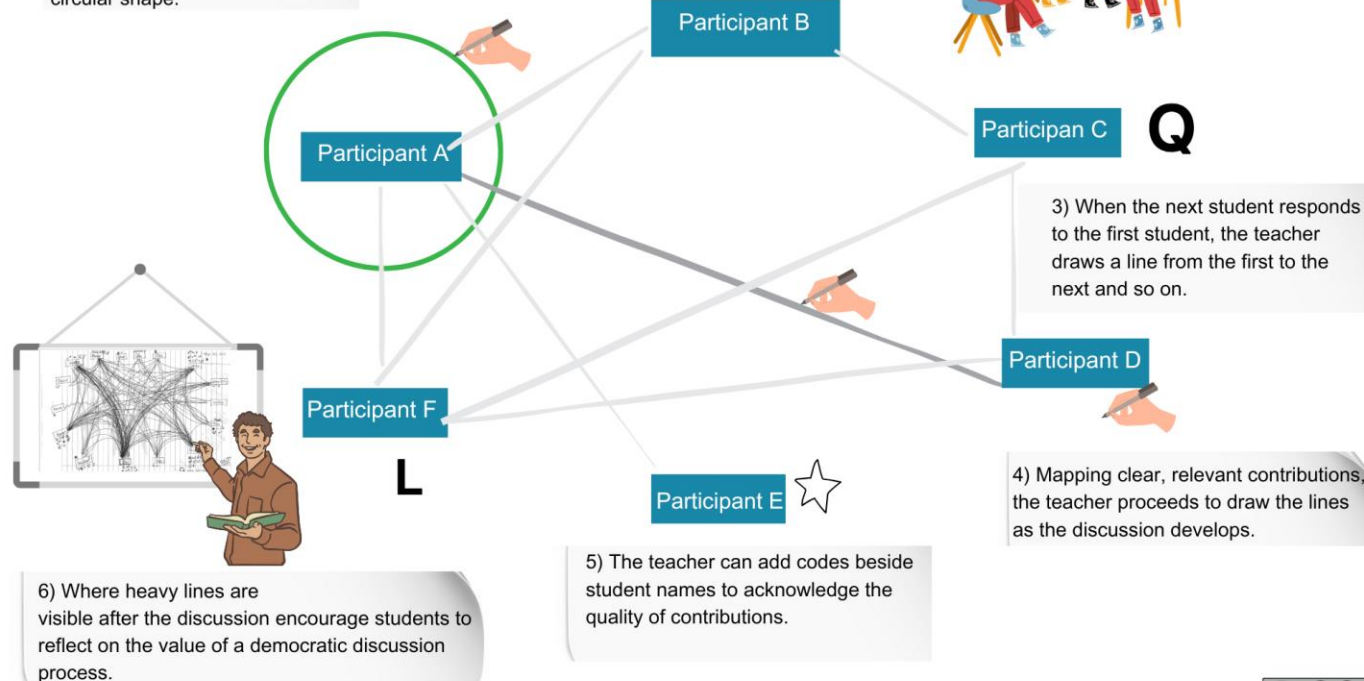 circular shape.
Participant B
Participant A
Participan C
Q
3) When the next student responds
to the first student, the teacher
draws a line from the first to the
next and so on.
Participant D
Participant F
L
Participant E
4) Mapping clear, relevant contributions,
the teacher proceeds to draw the lines
as the discussion develops.
5) The teacher can add codes beside
student names to acknowledge the
quality of contributions.
6) Where heavy lines are
visible after the discussion encourage students to
reflect on the value of a democratic discussion
process.